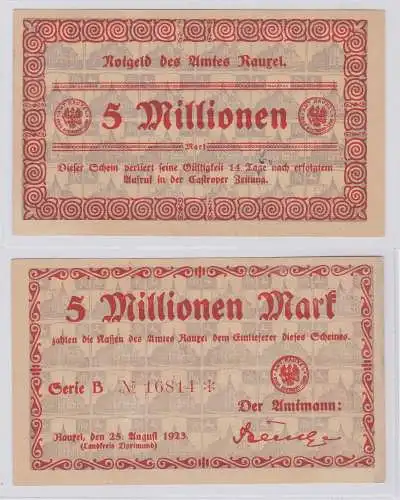 Notgeld des Amtes Rauxel.
5 Millionen
Mark
Dieser Schein verliert seine Gültigkeit 14 Tage nach erfolgtem
Aufruf in der Castroper Zeitung.
5 Millionen Mark
zahlen die Kassen des Amtes Rauxel dem Einlieferer dieses Scheines.
Serie B № 16814 *
Der Amtmann:
Rauxel, den 25. August 1923.
(Landkreis Dortmund)